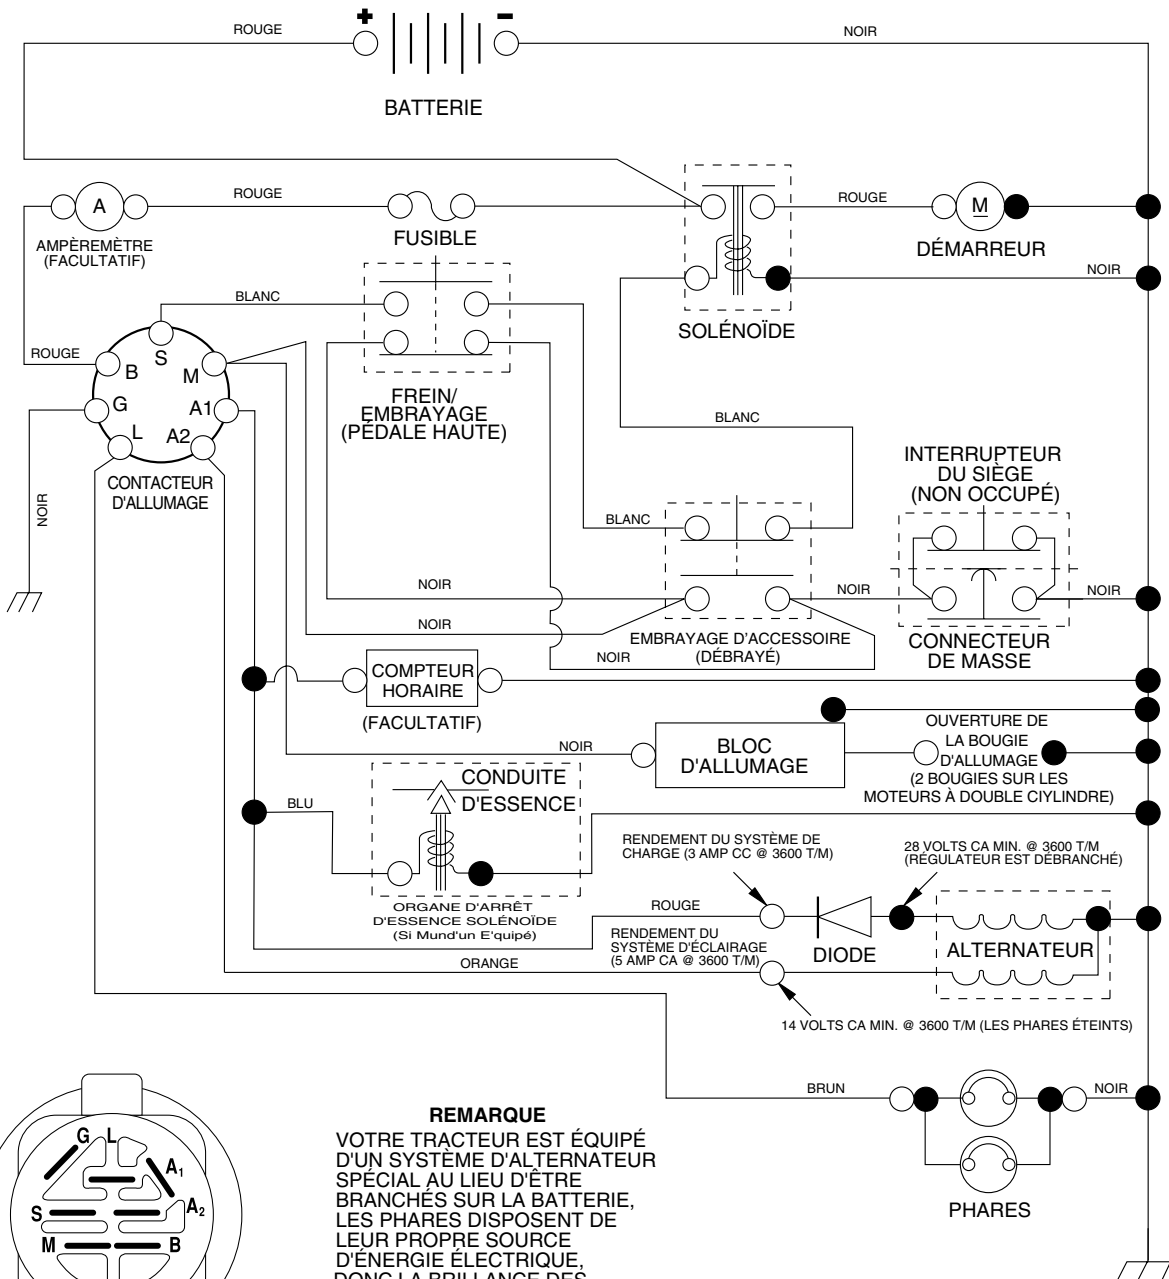 + -
ROUGE
NOIR
BATTERIE
A
ROUGE
ROUGE
M
AMPÈREMÈTRE
(FACULTATIF)
FUSIBLE
DÉMARREUR
NOIR
BLANC
SOLÉNOÏDE
ROUGE
S
B
M
G
A1
L
A2
FREIN/
EMBRAYAGE
(PÉDALE HAUTE)
BLANC
CONTACTEUR
D'ALLUMAGE
NOIR
INTERRUPTEUR
DU SIÈGE
(NON OCCUPÉ)
BLANC
NOIR
NOIR
NOIR
NOIR
EMBRAYAGE D'ACCESSOIRE
(DÉBRAYÉ)
NOIR
CONNECTEUR
DE MASSE
COMPTEUR
HORAIRE
(FACULTATIF)
NOIR
BLOC
D'ALLUMAGE
OUVERTURE DE
LA BOUGIE
D'ALLUMAGE
(2 BOUGIES SUR LES
MOTEURS À DOUBLE CIYLINDRE)
CONDUITE
D'ESSENCE
BLU
ORGANE D'ARRÊT
D'ESSENCE SOLÉNOÏDE
(Si Mund'un E'quipé)
RENDEMENT DU SYSTÈME DE
CHARGE (3 AMP CC @ 3600 T/M)
28 VOLTS CA MIN. @ 3600 T/M
(RÉGULATEUR EST DÉBRANCHÉ)
ROUGE
RENDEMENT DU
SYSTÈME D'ÉCLAIRAGE
(5 AMP CA @ 3600 T/M)
DIODE
ALTERNATEUR
ORANGE
14 VOLTS CA MIN. @ 3600 T/M (LES PHARES ÉTEINTS)
BRUN
NOIR
PHARES
G L
A1
S
A2
M
B
REMARQUE
VOTRE TRACTEUR EST ÉQUIPÉ
D'UN SYSTÈME D'ALTERNATEUR
SPÉCIAL AU LIEU D'ÊTRE
BRANCHÉS SUR LA BATTERIE,
LES PHARES DISPOSENT DE
LEUR PROPRE SOURCE
D'ÉNERGIE ÉLECTRIQUE,
DONC LA BRILLANCE DES